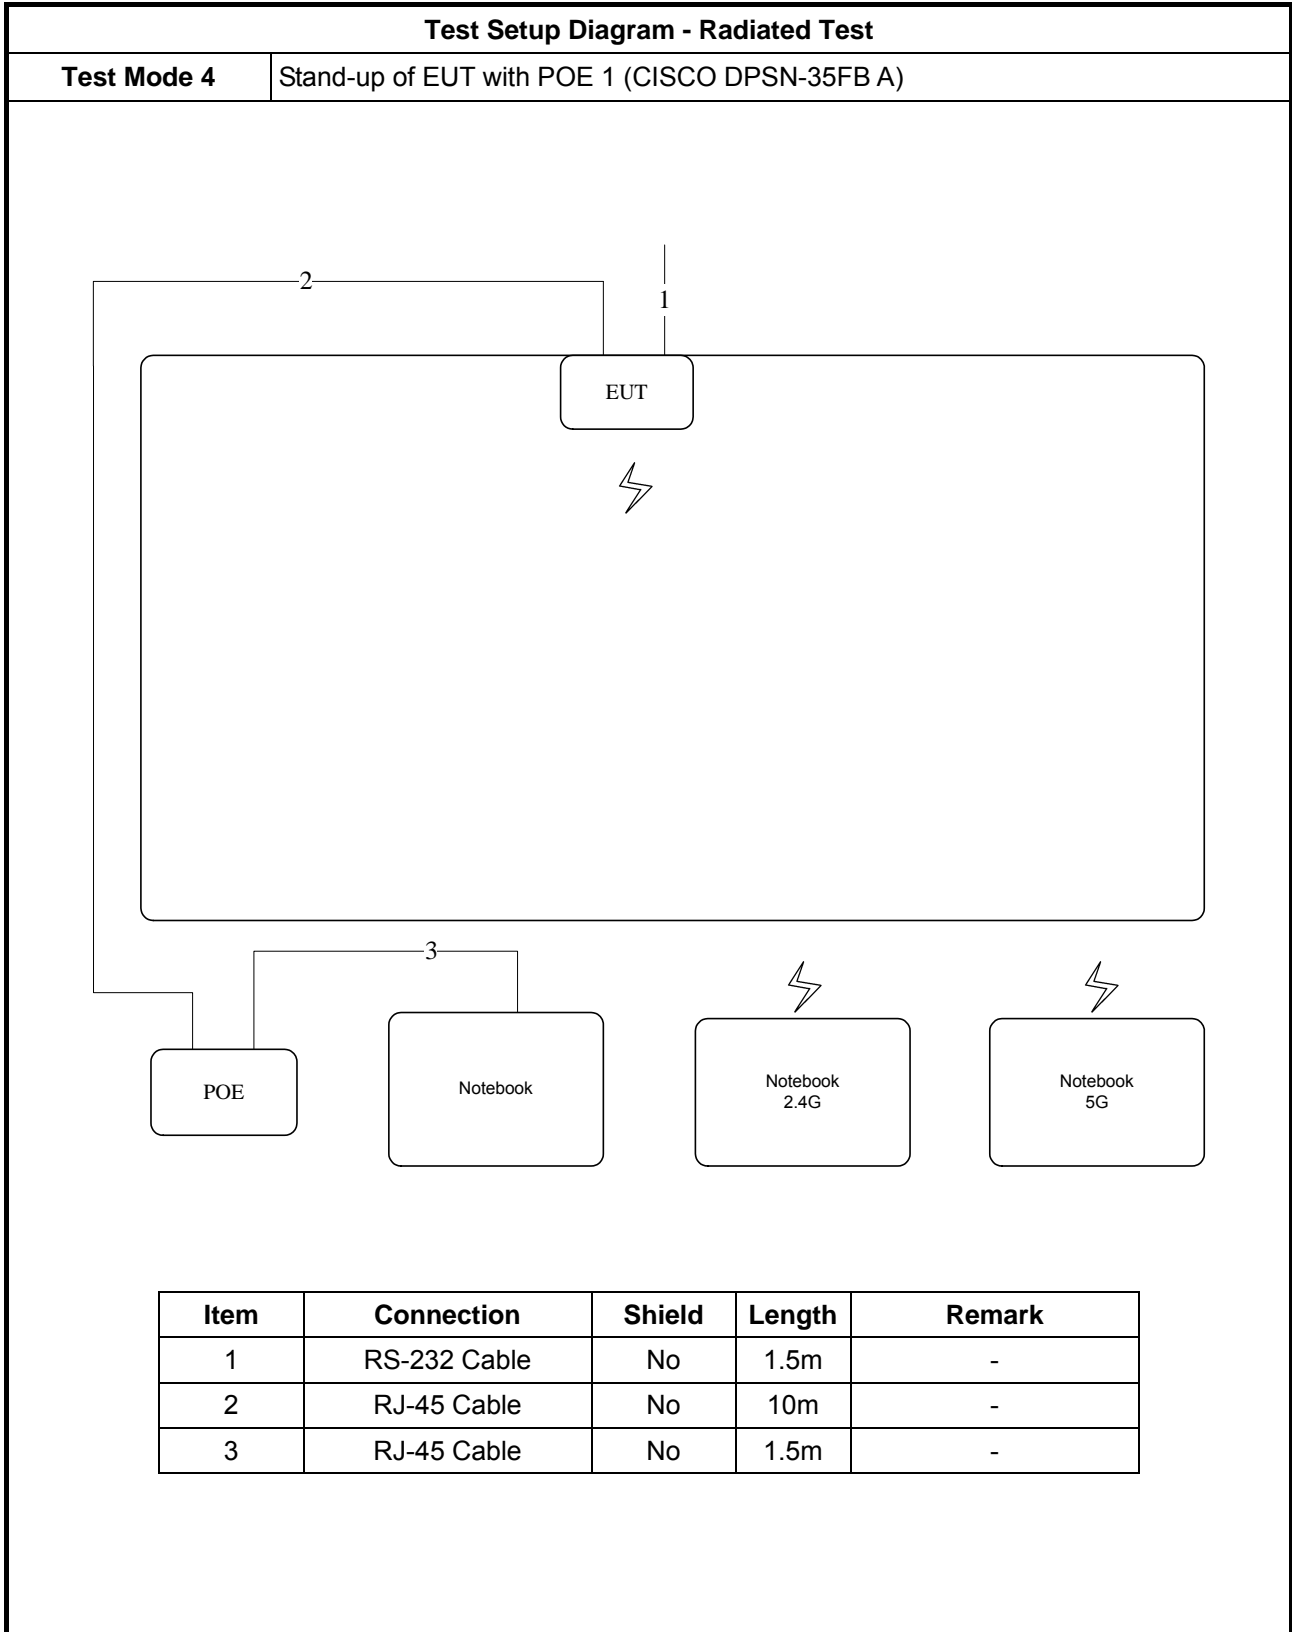 Test Setup Diagram - Radiated Test
Test Mode 4 Stand-up of EUT with POE 1 (CISCO DPSN-35FB A)
2
1
EUT
3
POE
Notebook
Notebook
2.4G
Notebook
5G
Item Connection Shield Length Remark
1 RS-232 Cable No 1.5m -
2 RJ-45 Cable No 10m -
3 RJ-45 Cable No 1.5m -